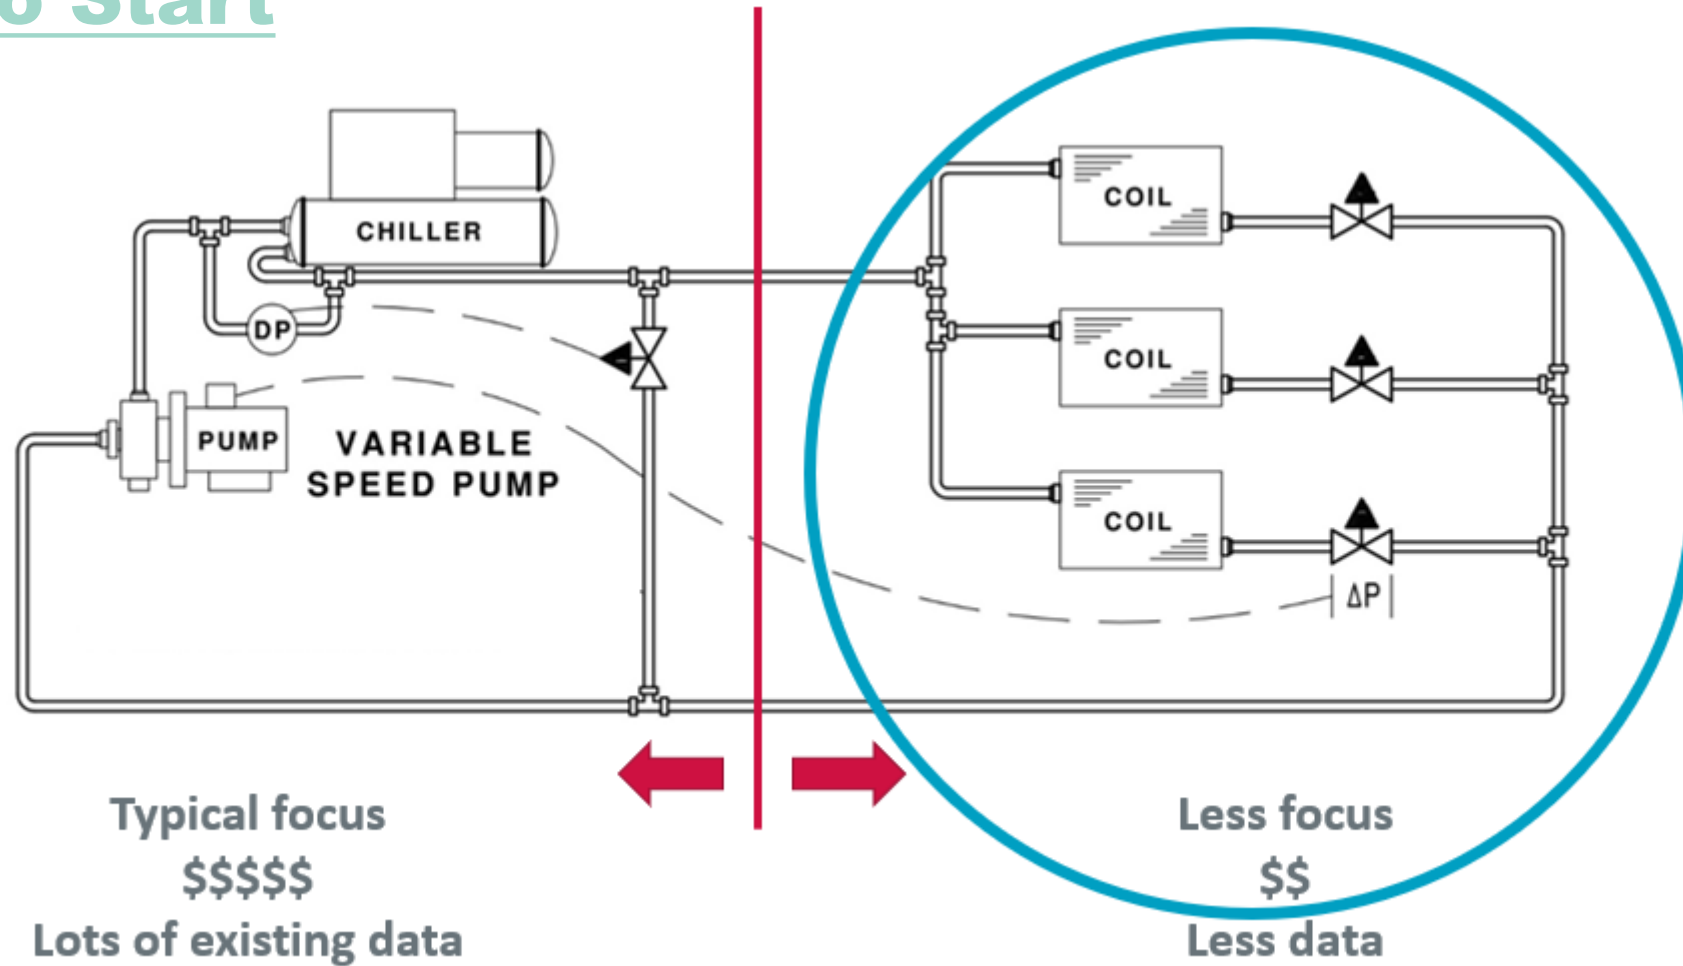 o Start
CHILLER
COIL
DP
COIL
PUMP
VARIABLE
SPEED PUMP
COIL
ΔP
Typical focus
$$$$$
Lots of existing data
Less focus
$$
Less data